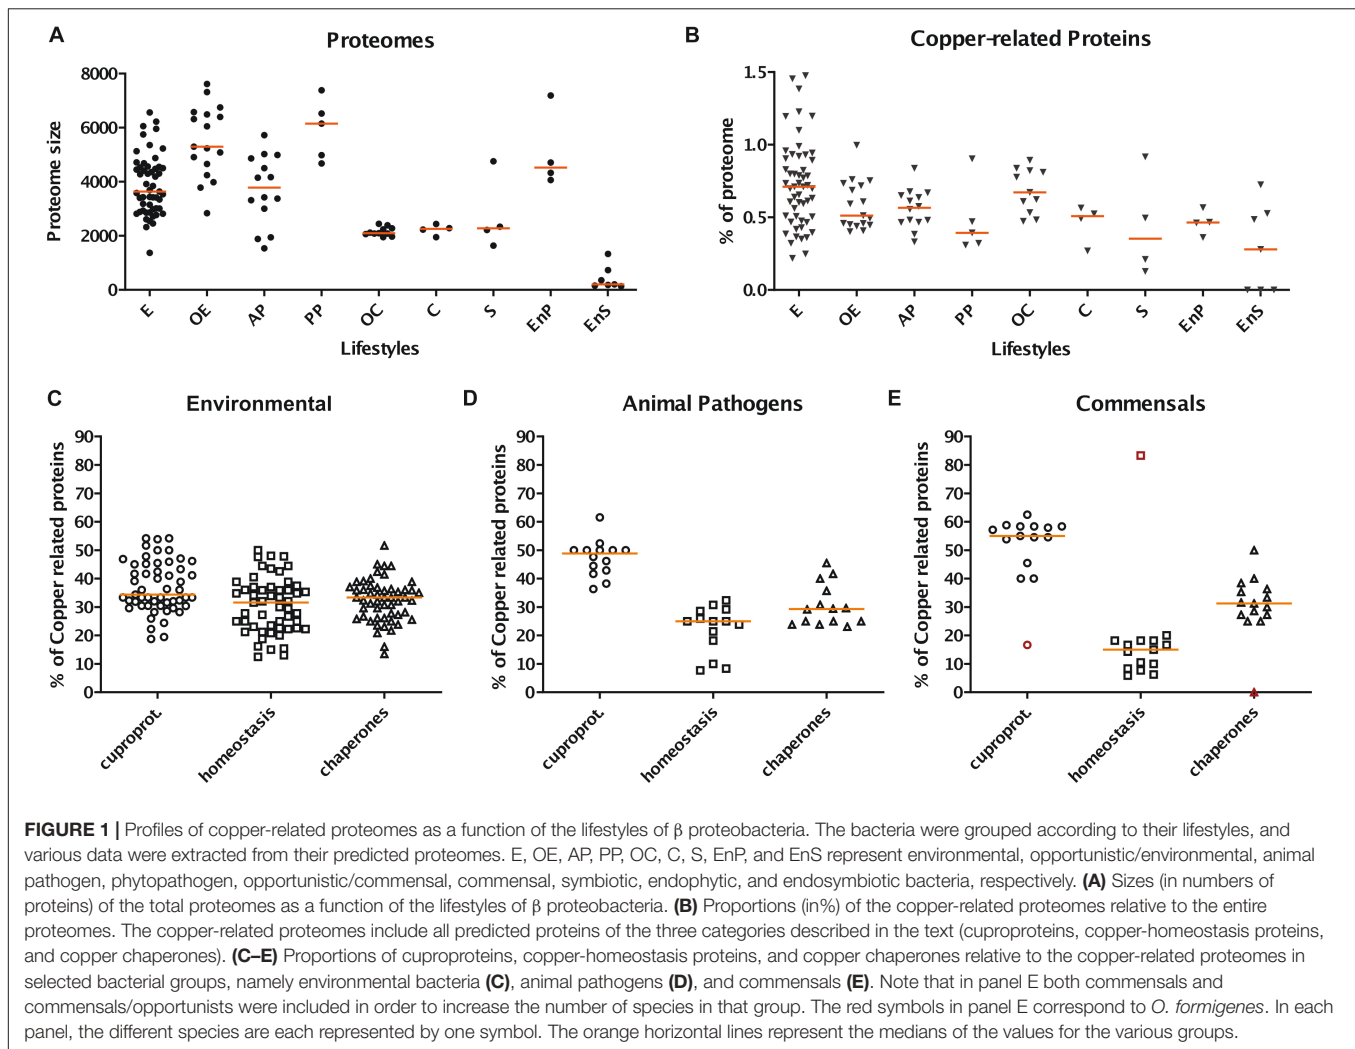 A
Proteomes
Proteome size
8000
6000
4000
2000
0
E
OE
AP
PP
OC
C
S
EnP
EnS
Lifestyles
B
Copper-related Proteins
% of proteome
1.5
1.0
0.5
0.0
E
OE
AP
PP
OC
C
S
EnP
EnS
Lifestyles
C
Environmental
% of Copper related proteins
90
80
70
60
50
40
30
20
10
0
cuproprot.
homeostasis
chaperones
D
Animal Pathogens
% of Copper related proteins
90
80
70
60
50
40
30
20
10
0
cuproprot.
homeostasis
chaperones
E
Commensals
% of Copper related proteins
90
80
70
60
50
40
30
20
10
0
cuproprot.
homeostasis
chaperones
FIGURE 1 | Profiles of copper-related proteomes as a function of the lifestyles of β proteobacteria. The bacteria were grouped according to their lifestyles, and
various data were extracted from their predicted proteomes. E, OE, AP, PP, OC, C, S, EnP, and EnS represent environmental, opportunistic/environmental, animal
pathogen, phytopathogen, opportunistic/commensal, commensal, symbiotic, endophytic, and endosymbiotic bacteria, respectively. (A) Sizes (in numbers of
proteins) of the total proteomes as a function of the lifestyles of β proteobacteria. (B) Proportions (in%) of the copper-related proteomes relative to the entire
proteomes. The copper-related proteomes include all predicted proteins of the three categories described in the text (cuproproteins, copper-homeostasis proteins,
and copper chaperones). (C–E) Proportions of cuproproteins, copper-homeostasis proteins, and copper chaperones relative to the copper-related proteomes in
selected bacterial groups, namely environmental bacteria (C), animal pathogens (D), and commensals (E). Note that in panel E both commensals and
commensals/opportunists were included in order to increase the number of species in that group. The red symbols in panel E correspond to O. formigenes. In each
panel, the different species are each represented by one symbol. The orange horizontal lines represent the medians of the values for the various groups.